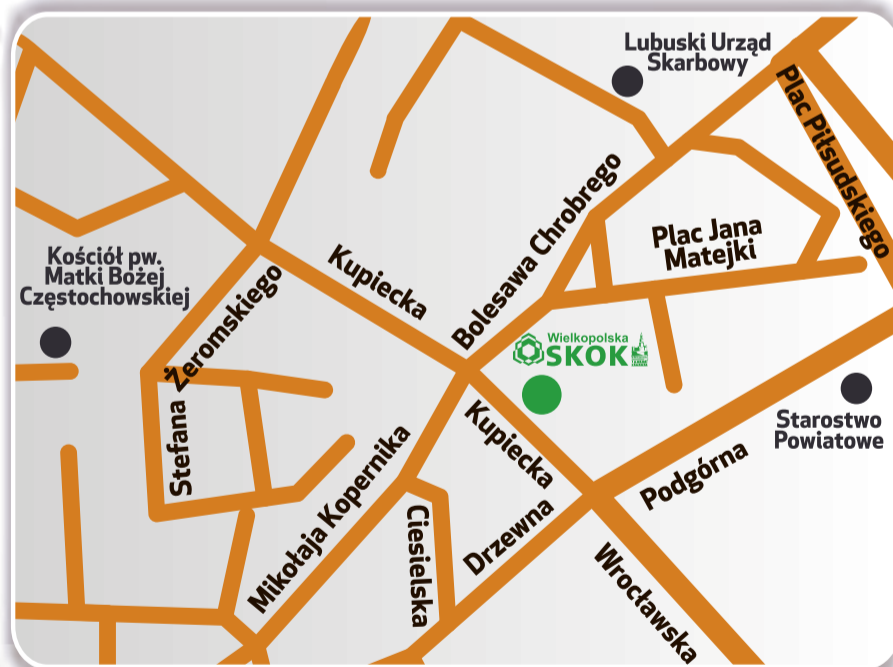 Lubuski Urząd
Skarbowy
Plac Piłsudskiego
Bolesawa Chrobrego
Plac Jana
Matejki
Kościół pw.
Matki Bożej
Częstochowskiej
Kupiecka
Stefana Żeromskiego
Wielkopolska
SKOK
Kupiecka
Starostwo
Powiatowe
Mikołaja Kopernika
Ciesielska
Drzewna
Podgórna
Wrocławska